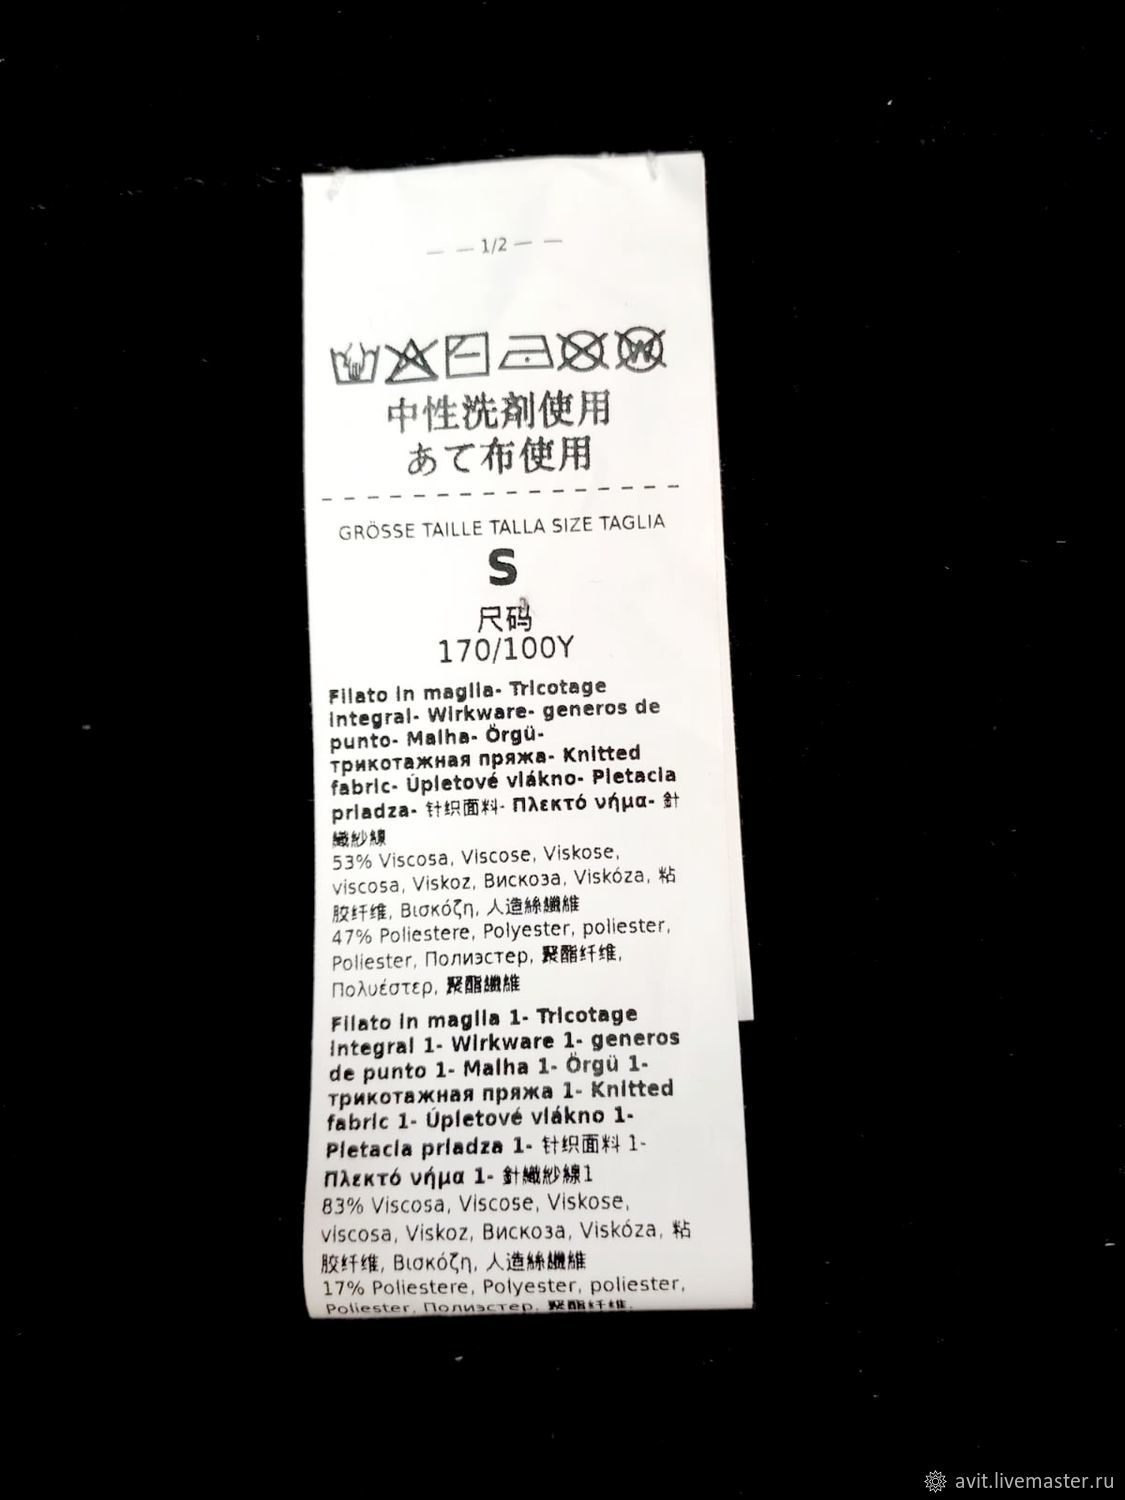 — — 1/2 — —
中性洗剤使用
あて布使用
GRÖSSE TAILLE TALLA SIZE TAGLIA
S
尺码
170/100Y
Filato in maglia- Tricotage
integral- Wirkware- generos de
punto- Malha- Örgü-
трикотажная пряжа- Knitted
fabric- Úpletové vlákno- Pletacia
priadza- 针织面料- Πλεκτό νήμα- 針
織紗線
53% Viscosa, Viscose, Viskose,
viscosa, Viskoz, Вискоза, Viskóza, 粘
胶纤维, Βισκόζη, 人造絲纖維
47% Poliestere, Polyester, poliester,
Poliester, Полиэстер, 聚酯纤维,
Πολυέστερ, 聚酯纖維
Filato in maglia 1- Tricotage
integral 1- Wirkware 1- generos
de punto 1- Malha 1- Örgü 1-
трикотажная пряжа 1- Knitted
fabric 1- Úpletové vlákno 1-
Pletacia priadza 1- 针织面料 1-
Πλεκτό νήμα 1- 針織紗線1
83% Viscosa, Viscose, Viskose,
viscosa, Viskoz, Вискоза, Viskóza, 粘
胶纤维, Βισκόζη, 人造絲纖維
17% Poliestere, Polyester, poliester,
Poliester, Полиэстер, 聚酯纤维,
avit.livemaster.ru